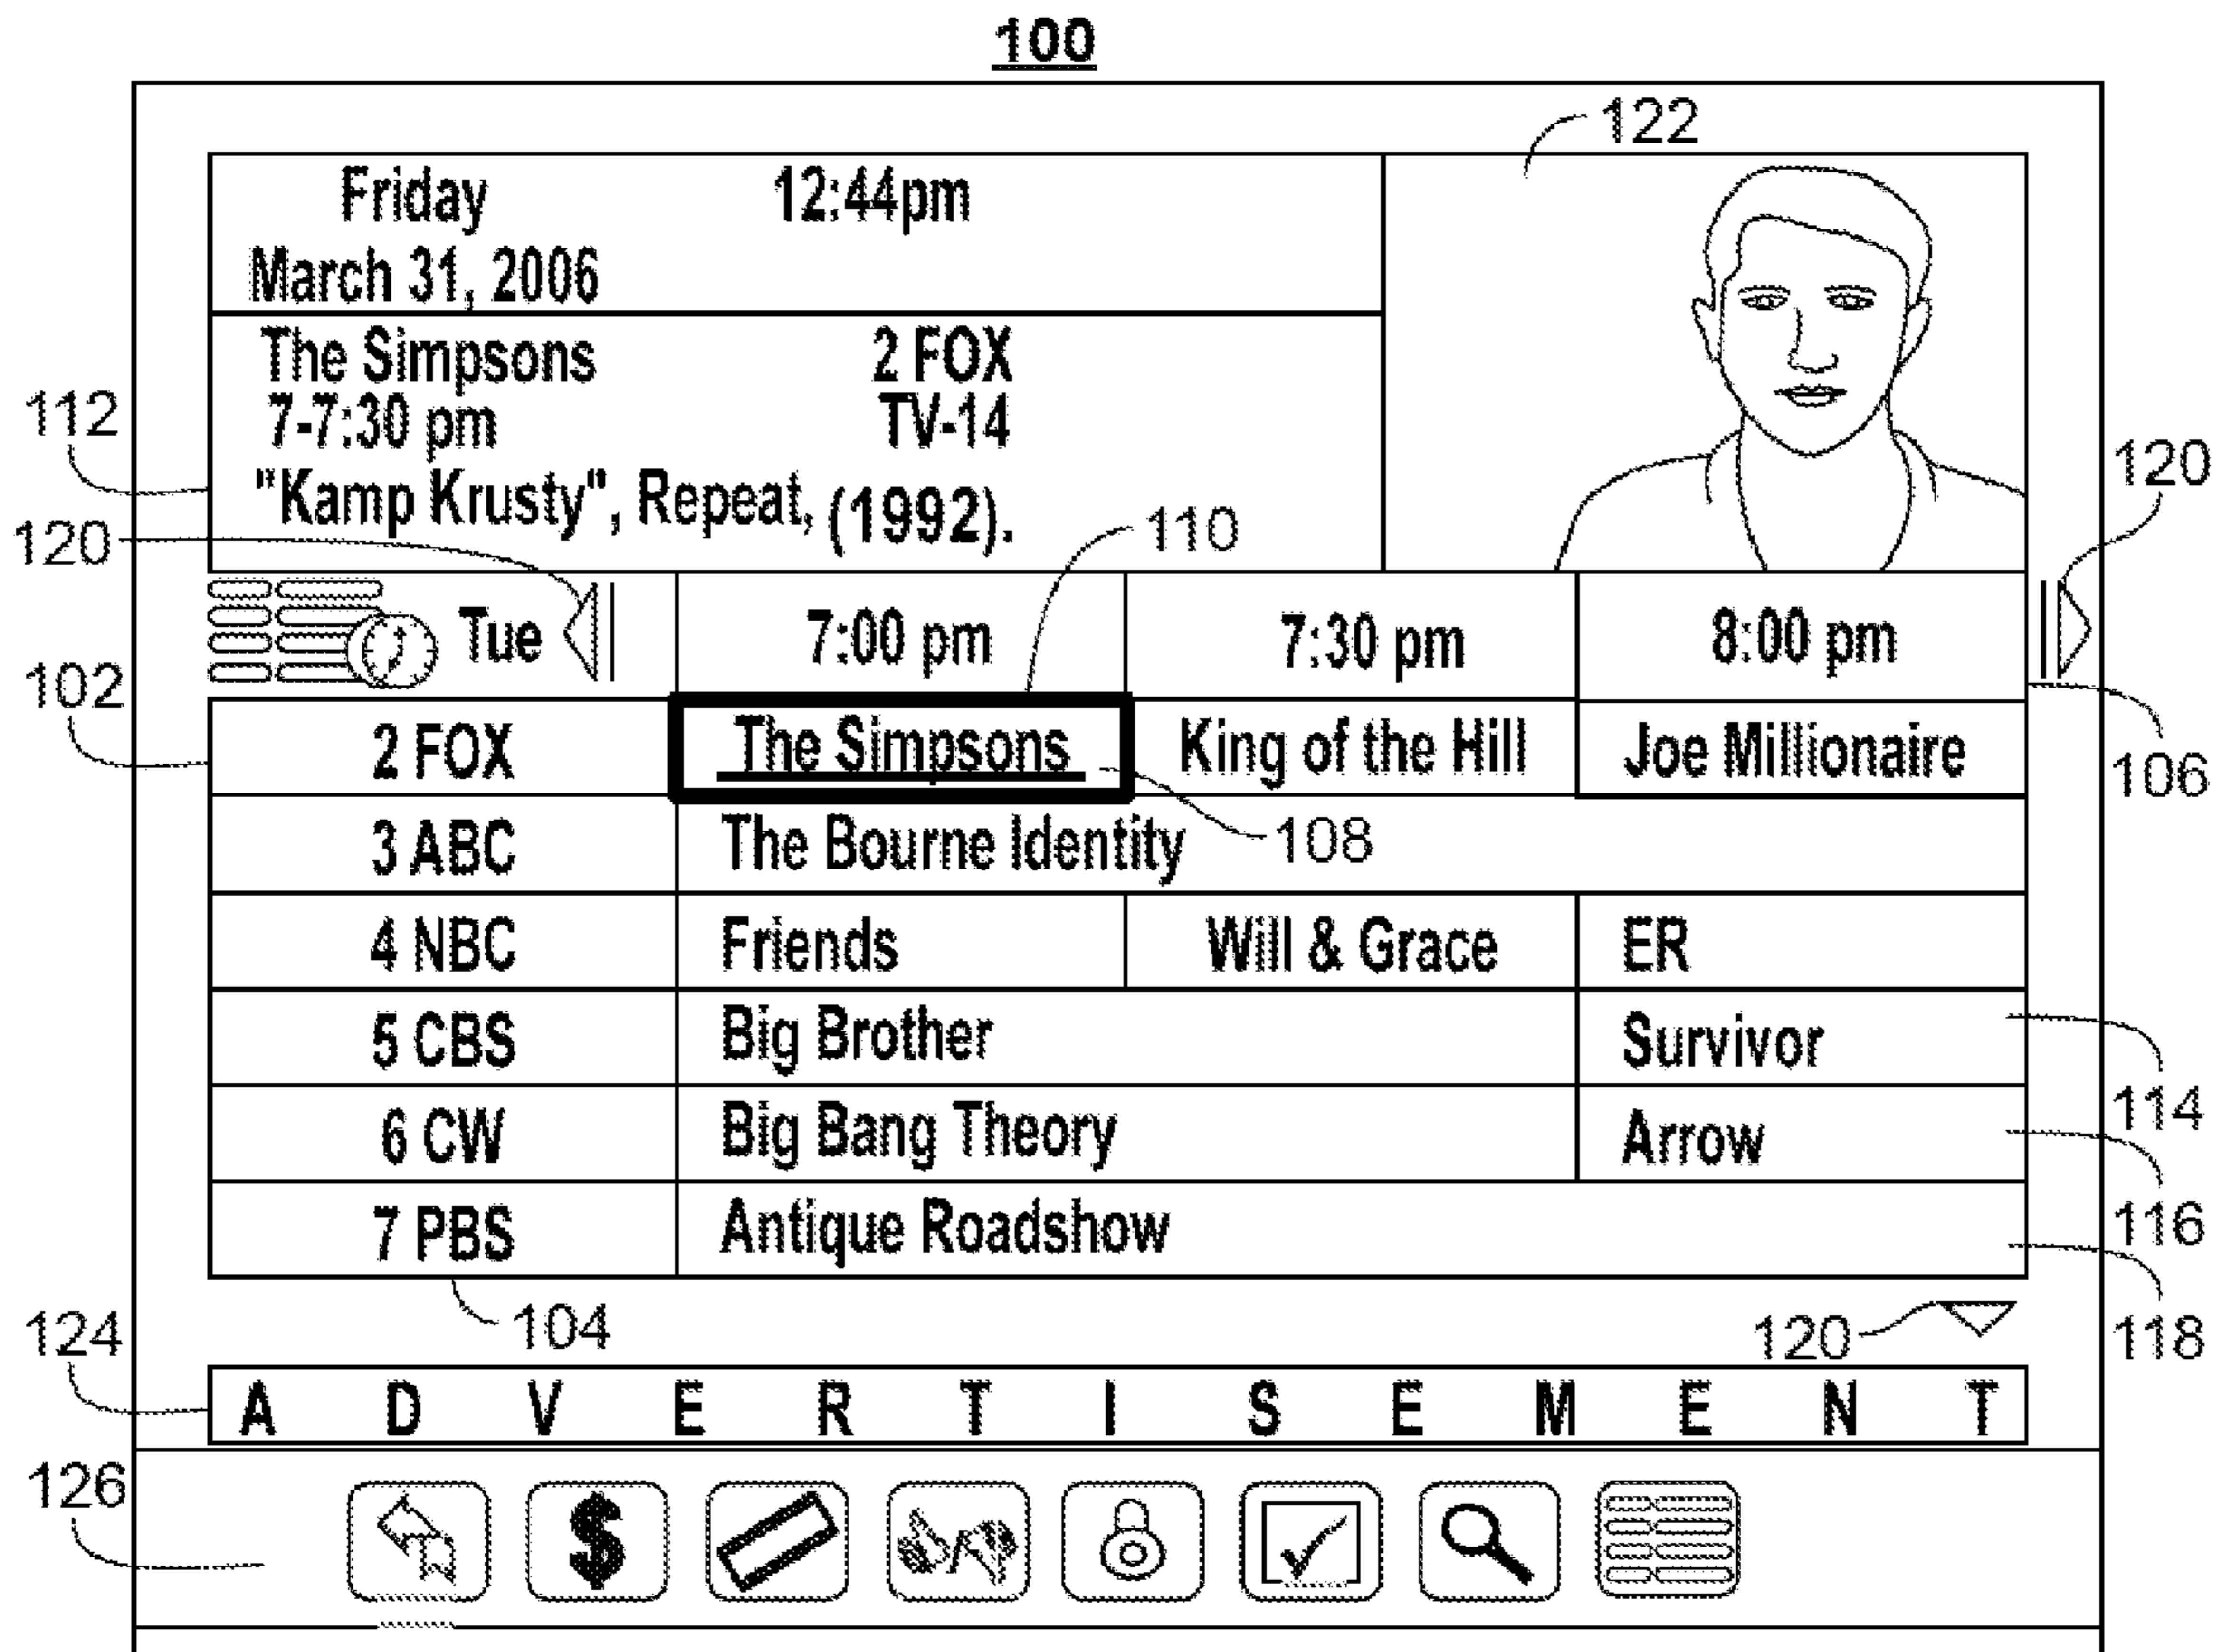 100
122
Friday 12:44pm
March 31, 2006
The Simpsons 2 FOX
7-7:30 pm TV-14
"Kamp Krusty", Repeat, (1992).
112
120
110
120
Tue 7:00 pm 7:30 pm 8:00 pm
102
2 FOX The Simpsons King of the Hill Joe Millionaire
106
3 ABC The Bourne Identity
108
4 NBC Friends Will & Grace ER
5 CBS Big Brother Survivor
114
6 CW Big Bang Theory Arrow
116
7 PBS Antique Roadshow
104
120
118
124
A D V E R T I S E M E N T
126
$